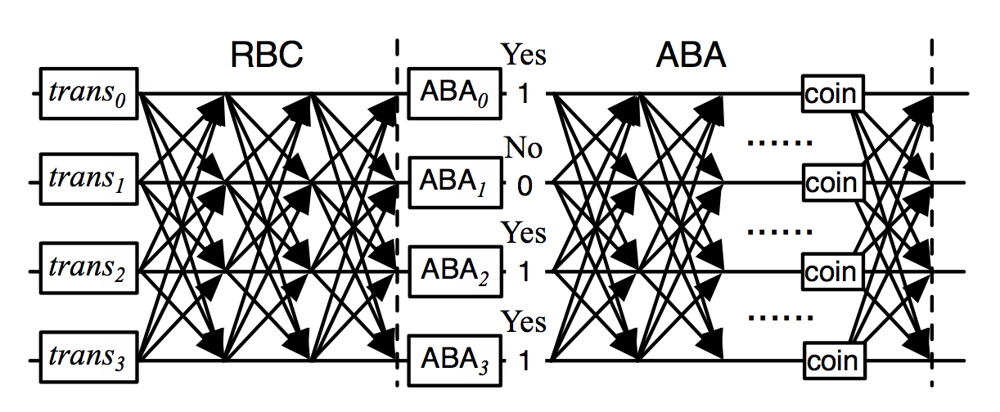 RBC
ABA
Yes
trans0
ABA0
1
coin
......
No
trans1
ABA1
0
coin
......
Yes
trans2
ABA2
1
coin
......
Yes
trans3
ABA3
1
coin